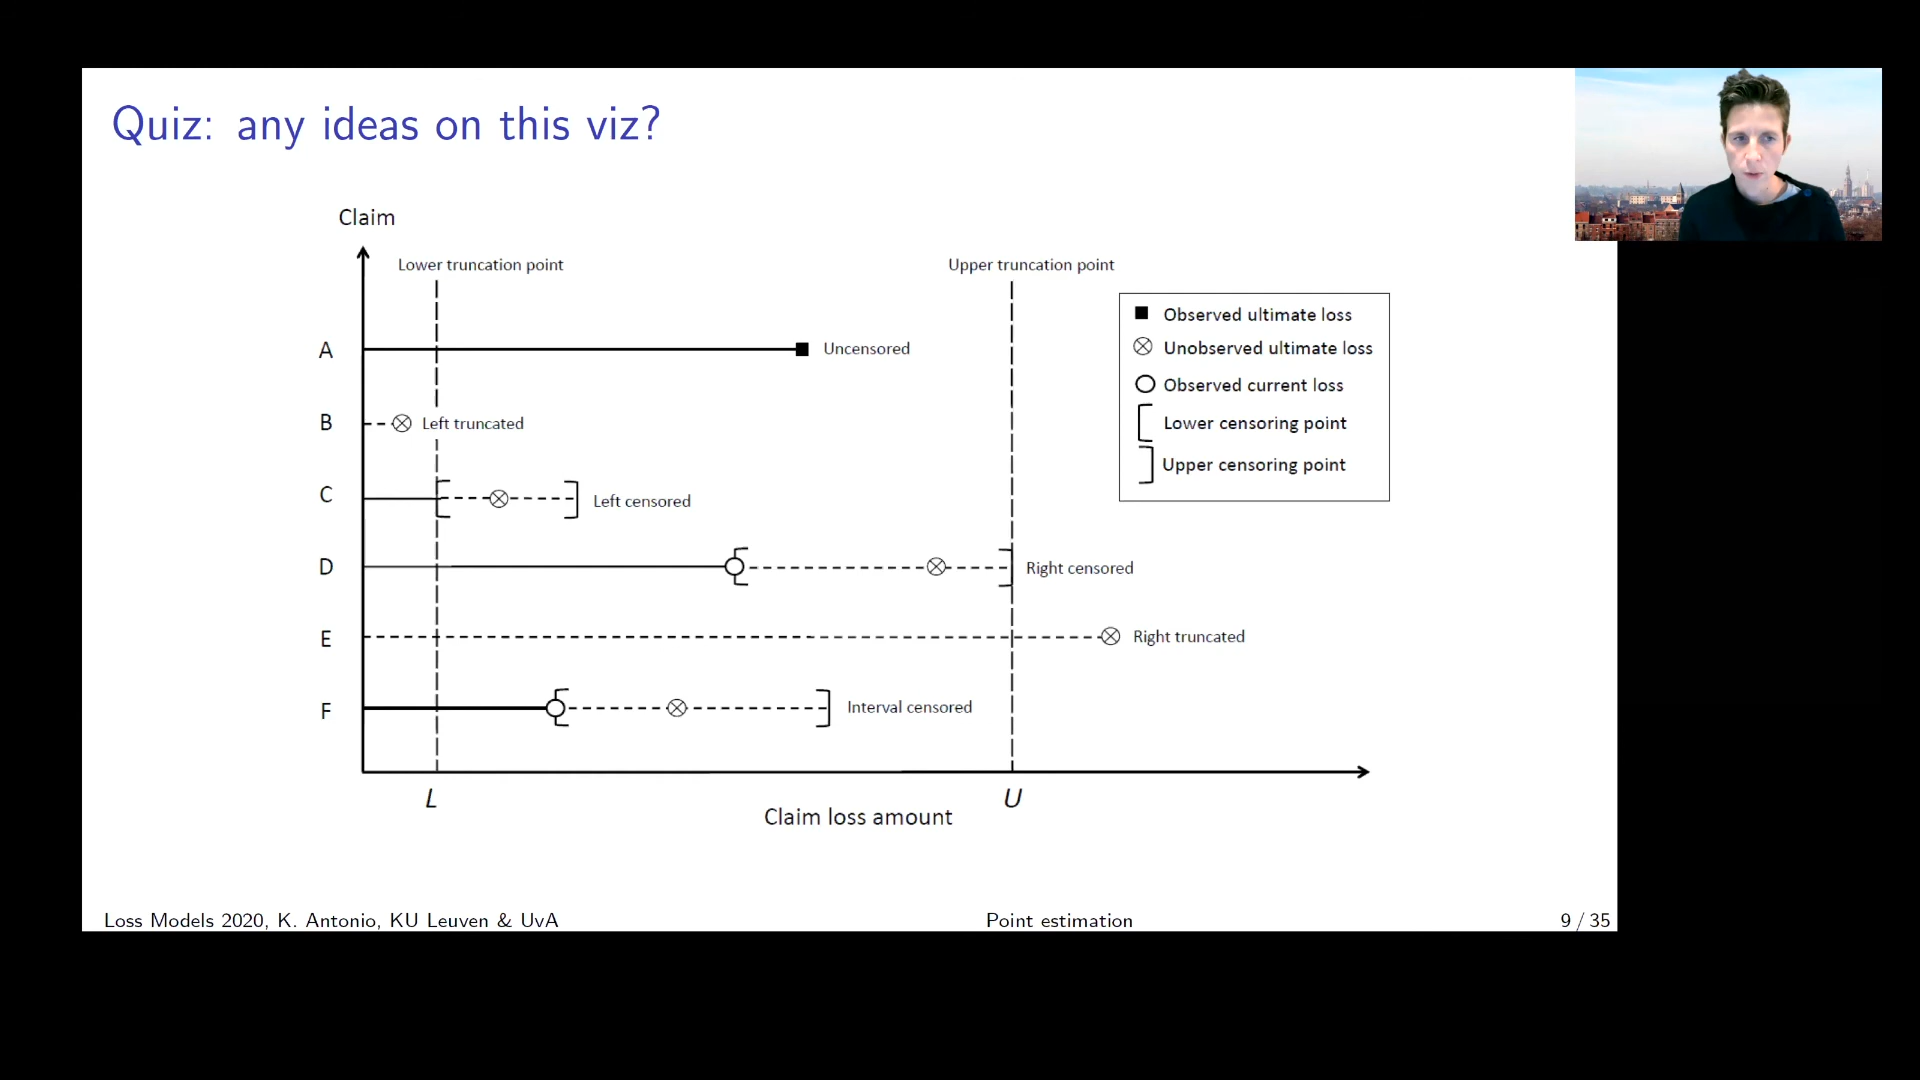 Quiz: any ideas on this viz?
Claim
Lower truncation point
Upper truncation point
Observed ultimate loss
Unobserved ultimate loss
Observed current loss
Lower censoring point
Upper censoring point
A
Uncensored
B
Left truncated
C
Left censored
D
Right censored
E
Right truncated
F
Interval censored
L
U
Claim loss amount
Loss Models 2020, K. Antonio, KU Leuven & UvA
Point estimation
9 / 35